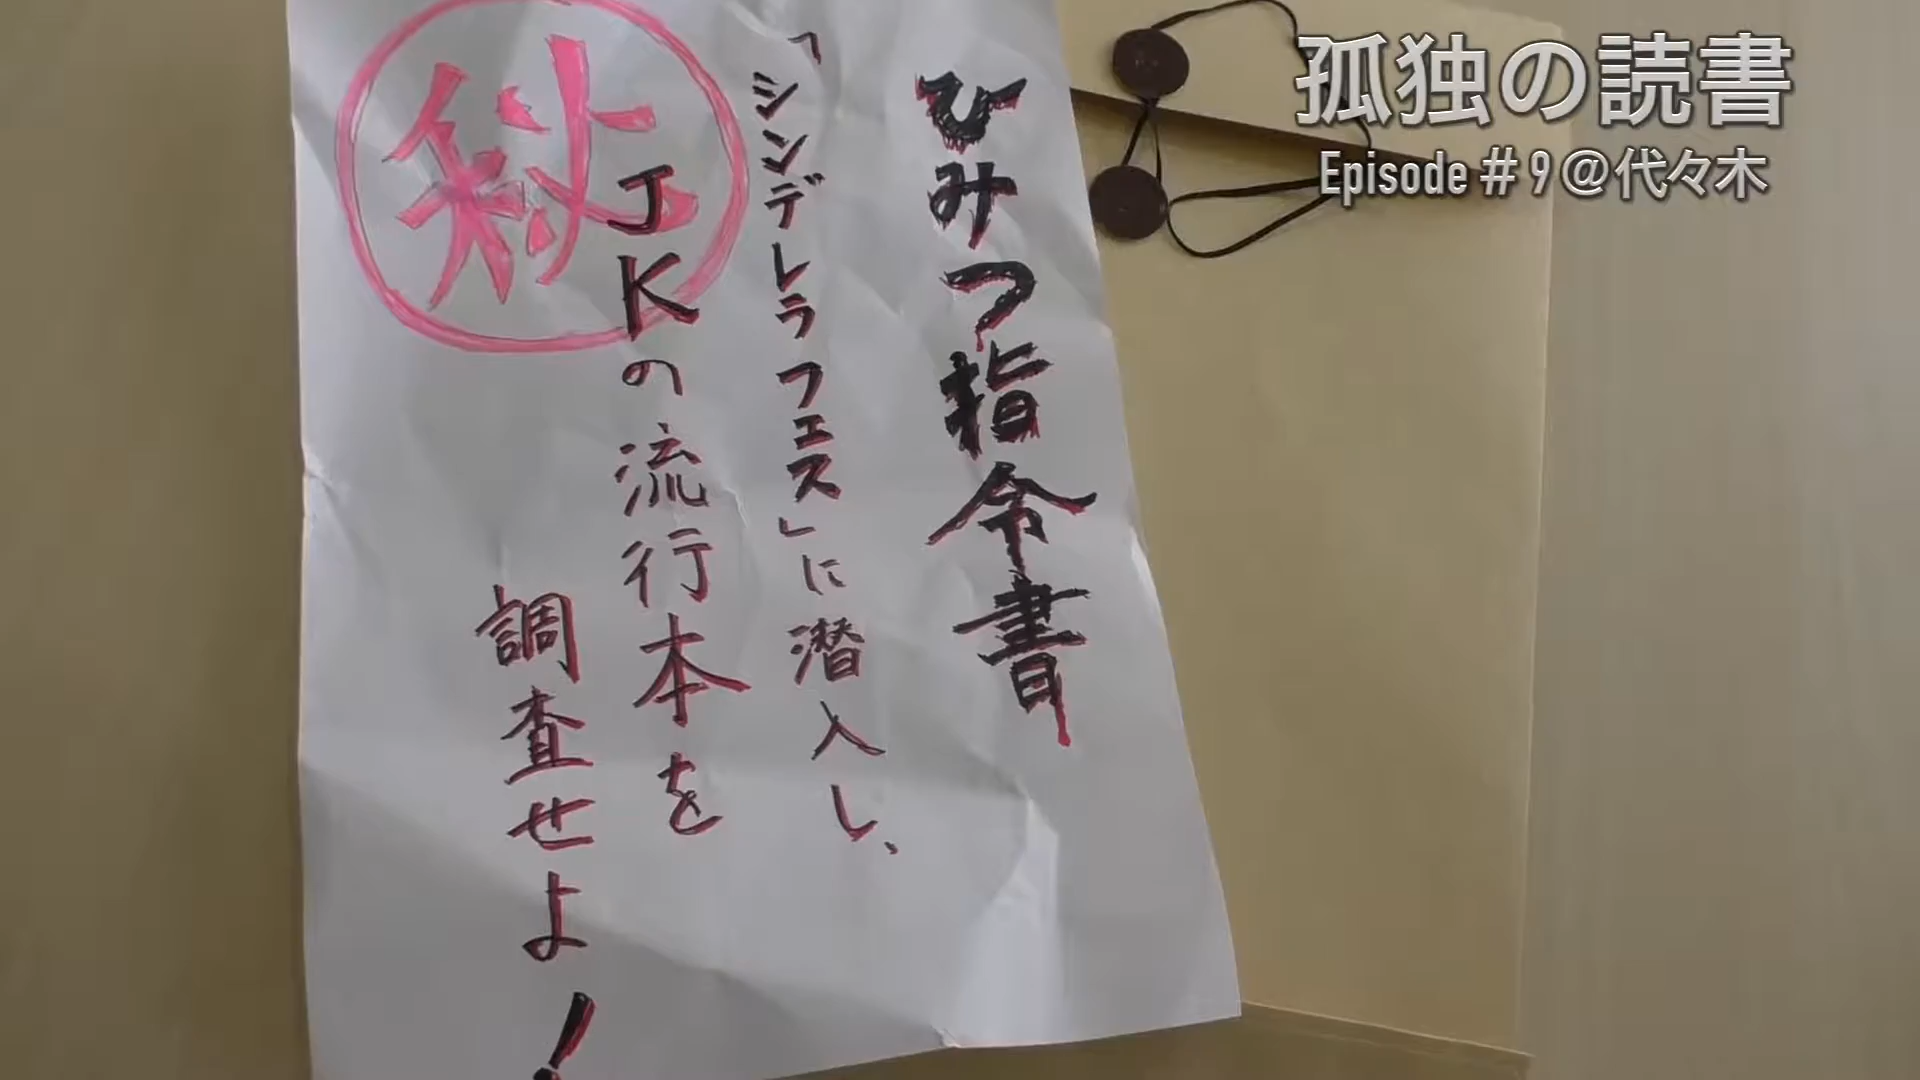 孤独の読書
Episode #9@代々木
ひみつ指令書
「シンデレラフェス」に潜入し、
JKの流行本を
調査せよ!
秘